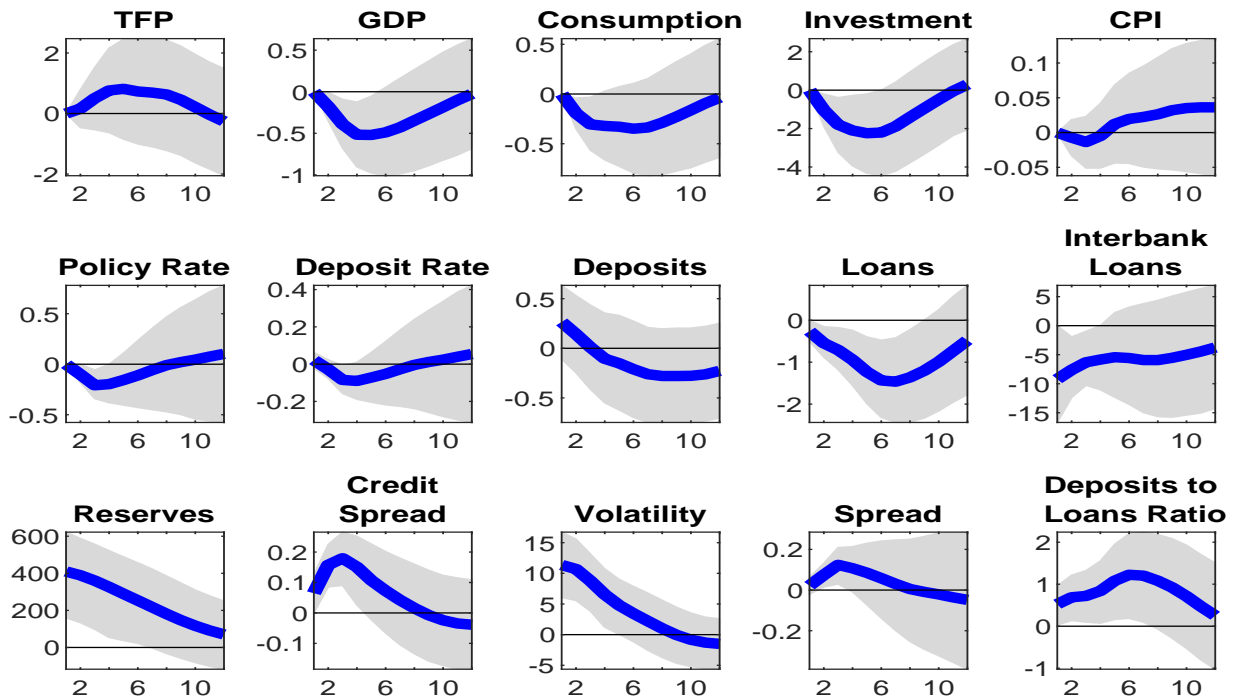 TFP GDP Consumption Investment CPI
2 0.5 0.5 2 0.1
0 0 0 0 0.05
-2 -0.5 -0.5 -2 0
-1 -4 -0.05
2 6 10 2 6 10 2 6 10 2 6 10 2 6 10
Interbank
Policy Rate Deposit Rate Deposits Loans Loans
0.5 0.4 0.5 0 5
0 0.2 0 -1 0
-0.5 0 -0.5 -2 -5
-0.2 -10
-15
2 6 10 2 6 10 2 6 10 2 6 10 2 6 10
Credit Deposits to
Reserves Spread Volatility Spread Loans Ratio
600 0.2 15 0.2 2
400 0.1 10 0 1
200 0 5 -0.2 0
0 -0.1 0 -1
-5
2 6 10 2 6 10 2 6 10 2 6 10 2 6 10